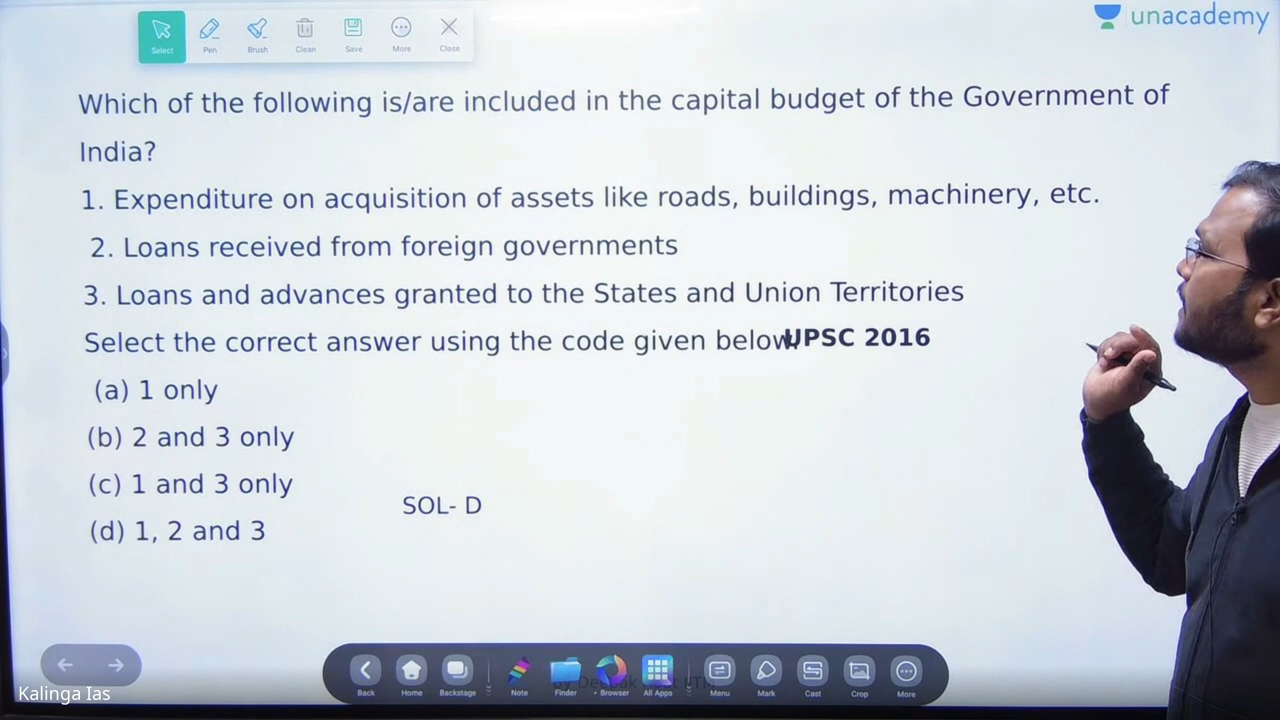 unacademy
Select Pen Brush Clean Save More Close
Which of the following is/are included in the capital budget of the Government of
India?
1. Expenditure on acquisition of assets like roads, buildings, machinery, etc.
2. Loans received from foreign governments
3. Loans and advances granted to the States and Union Territories
Select the correct answer using the code given below. UPSC 2016
(a) 1 only
(b) 2 and 3 only
(c) 1 and 3 only
SOL- D
(d) 1, 2 and 3
Back Home Backstage Note Finder Browser All Apps Menu Mark Cast Crop More
Kalinga Ias